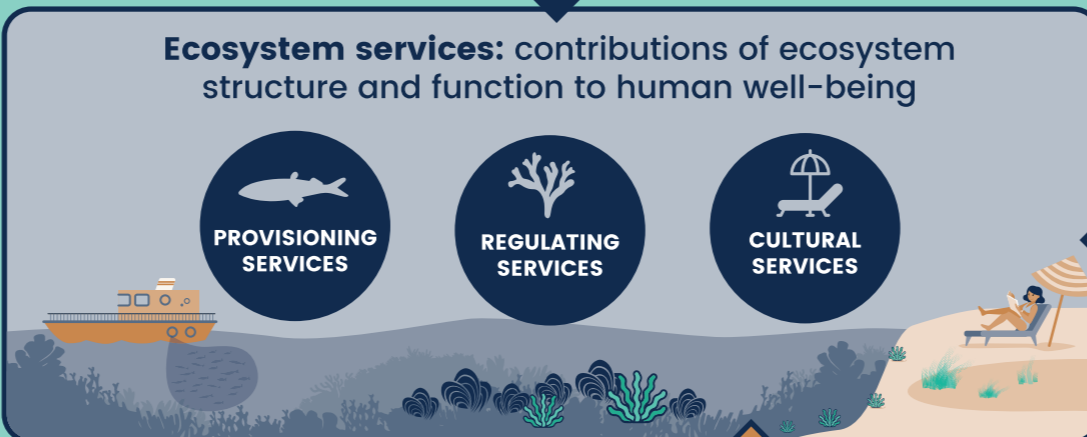 Ecosystem services: contributions of ecosystem
structure and function to human well-being
PROVISIONING
SERVICES
REGULATING
SERVICES
CULTURAL
SERVICES